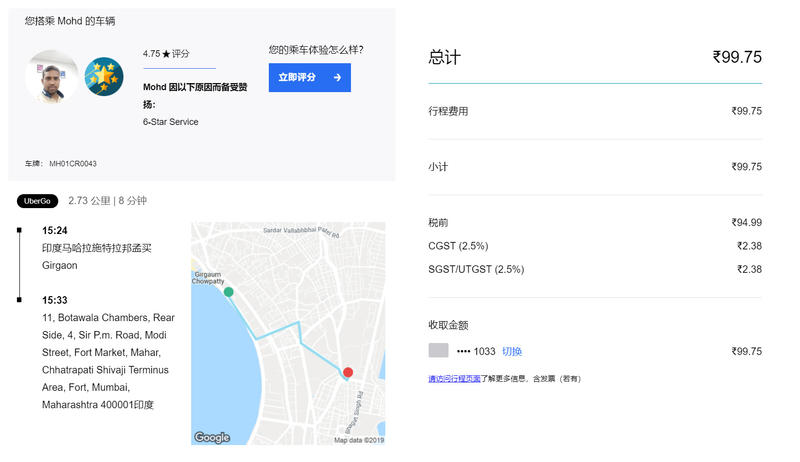 您搭乘 Mohd 的车辆
4.75 ★ 评分
Mohd 因以下原因而备受赞
扬：
6-Star Service
您的乘车体验怎么样?
立即评分 →
车牌： MH01CR0043
UberGo 2.73 公里 | 8 分钟
15:24
印度马哈拉施特拉邦孟买
Girgaon
15:33
11, Botawala Chambers, Rear
Side, 4, Sir P.m. Road, Modi
Street, Fort Market, Mahar,
Chhatrapati Shivaji Terminus
Area, Fort, Mumbai,
Maharashtra 400001印度
Sardar Vallabhbhai Patel Rd
Girgaum
Chowpatty
Bhagat Singh Rd
Google
Map data ©2019
总计 ₹99.75
行程费用 ₹99.75
小计 ₹99.75
税前 ₹94.99
CGST (2.5%) ₹2.38
SGST/UTGST (2.5%) ₹2.38
收取金额
•••• 1033 切换 ₹99.75
请访问行程页面了解更多信息，含发票（若有）